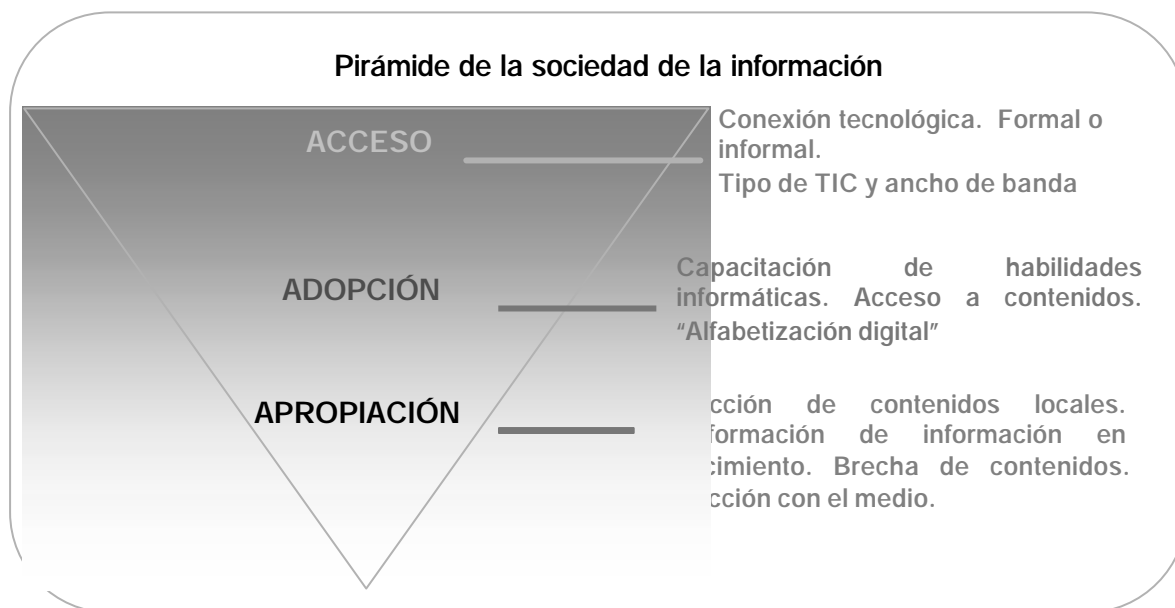 Pirámide de la sociedad de la información
ACCESO
Conexión tecnológica. Formal o
informal.
Tipo de TIC y ancho de banda
ADOPCIÓN
Capacitación de habilidades
informáticas. Acceso a contenidos.
“Alfabetización digital”
APROPIACIÓN
de contenidos locales.
de información en
Brecha de contenidos.
con el medio.